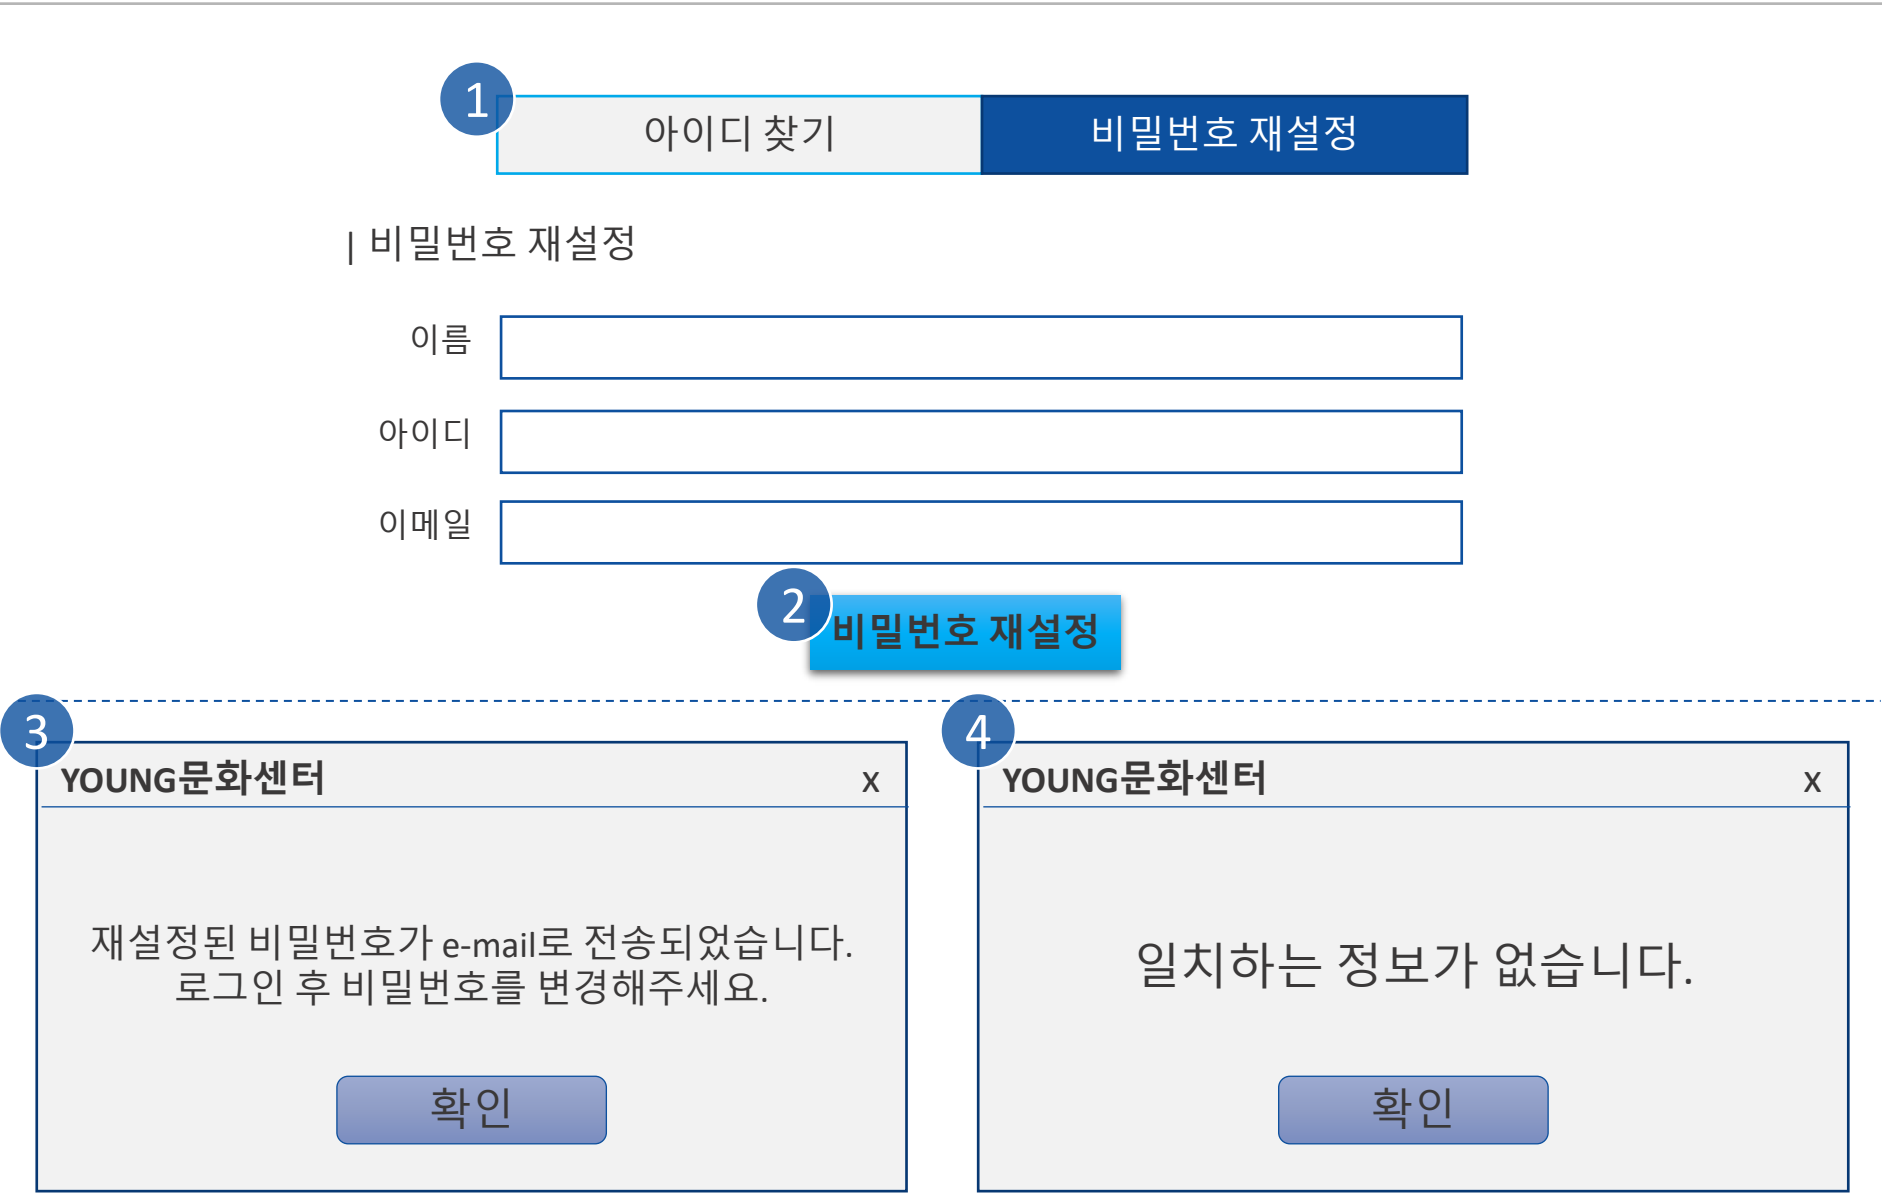 1
아이디 찾기
비밀번호 재설정
| 비밀번호 재설정
이름
아이디
이메일
2
비밀번호 재설정
3
YOUNG문화센터 x
재설정된 비밀번호가 e-mail로 전송되었습니다.
로그인 후 비밀번호를 변경해주세요.
확인
4
YOUNG문화센터 x
일치하는 정보가 없습니다.
확인